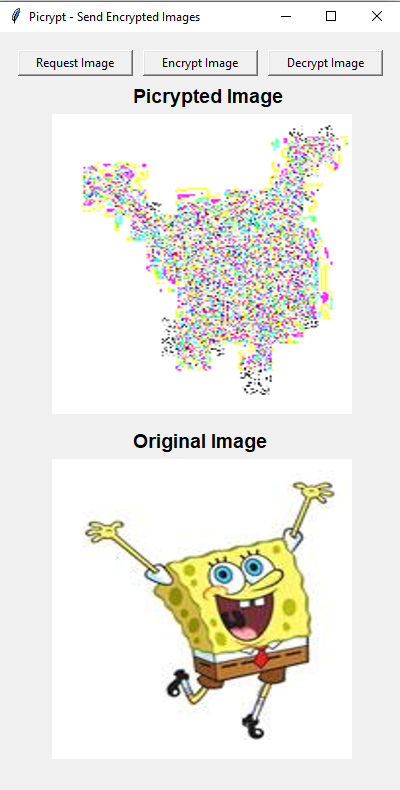 Picrypt - Send Encrypted Images
Request Image Encrypt Image Decrypt Image
Picrypted Image
Original Image